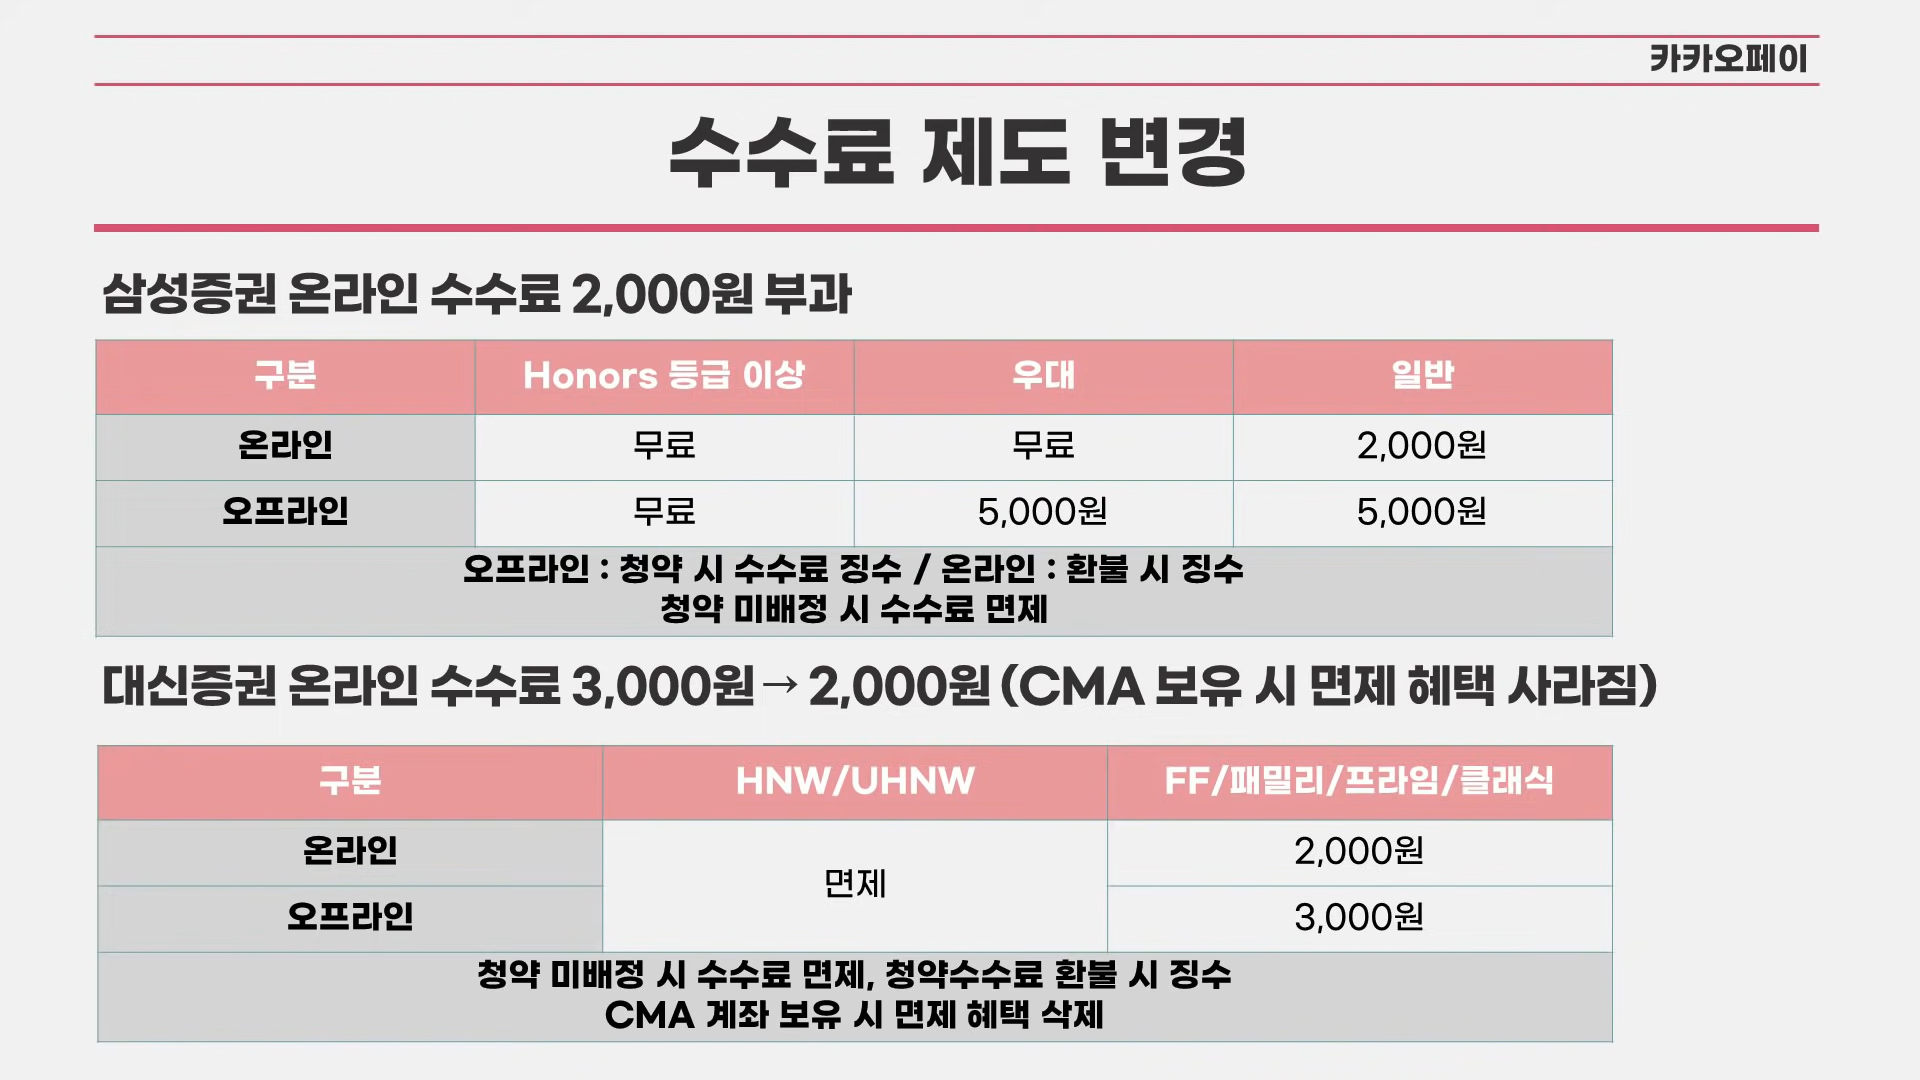 카카오페이
수수료 제도 변경
삼성증권 온라인 수수료 2,000원 부과
구분 Honors 등급 이상 우대 일반
온라인 무료 무료 2,000원
오프라인 무료 5,000원 5,000원
오프라인 : 청약 시 수수료 징수 / 온라인 : 환불 시 징수
청약 미배정 시 수수료 면제
대신증권 온라인 수수료 3,000원 → 2,000원 (CMA 보유 시 면제 혜택 사라짐)
구분 HNW/UHNW FF/패밀리/프라임/클래식
온라인 2,000원
면제
오프라인 3,000원
청약 미배정 시 수수료 면제, 청약수수료 환불 시 징수
CMA 계좌 보유 시 면제 혜택 삭제